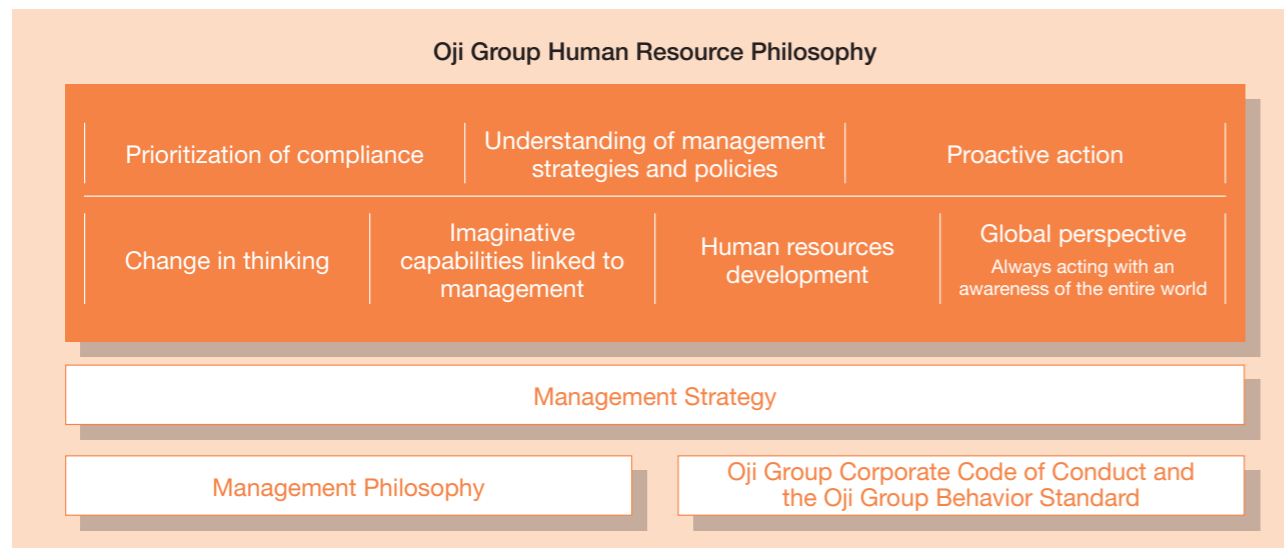 Oji Group Human Resource Philosophy
Prioritization of compliance
Understanding of management
strategies and policies
Proactive action
Change in thinking
Imaginative
capabilities linked to
management
Human resources
development
Global perspective
Always acting with an
awareness of the entire world
Management Strategy
Management Philosophy
Oji Group Corporate Code of Conduct and
the Oji Group Behavior Standard